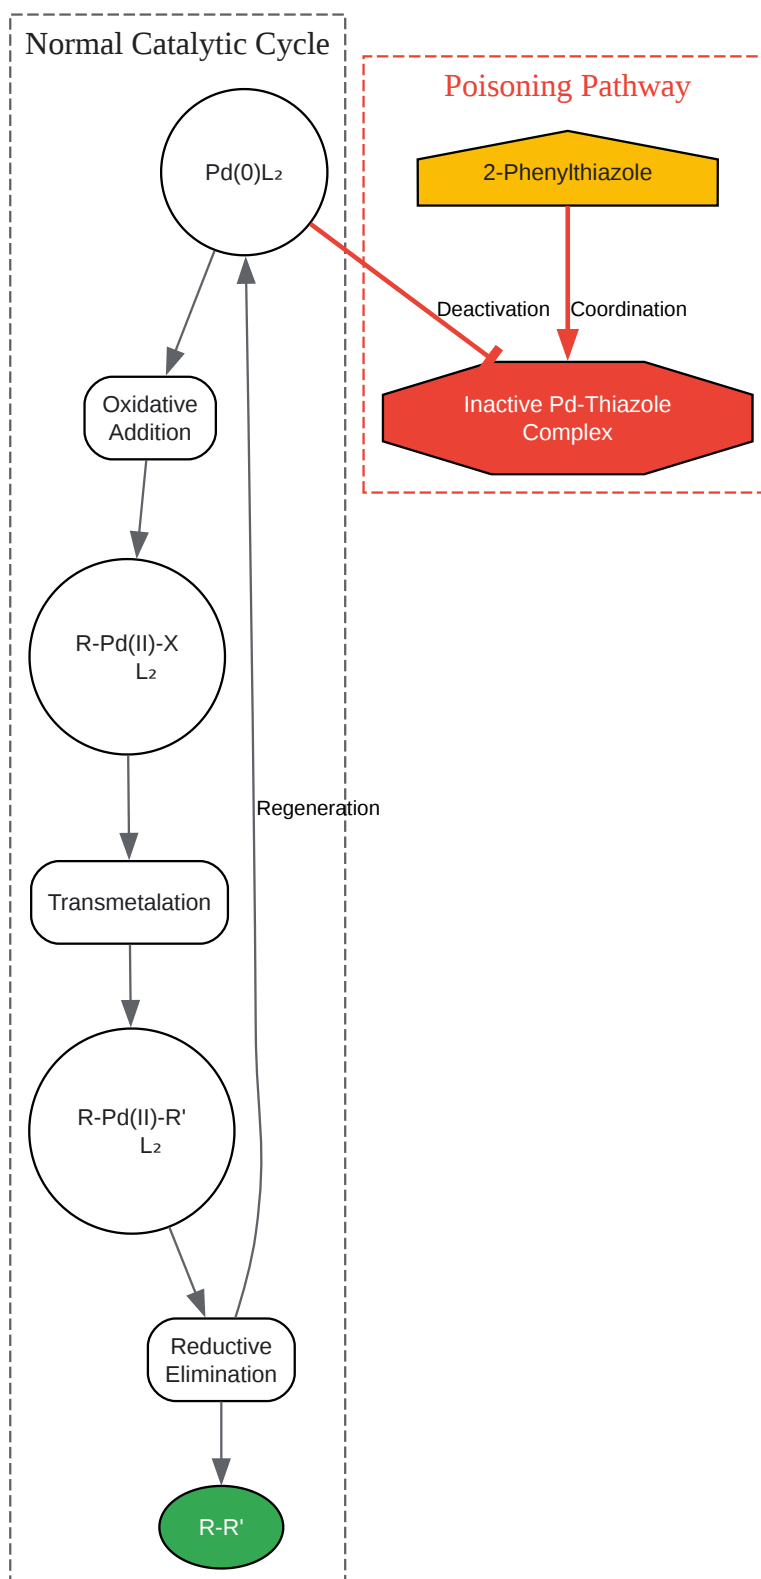 Normal Catalytic Cycle
Poisoning Pathway
Pd(0)L₂
2-Phenylthiazole
Deactivation
Coordination
Oxidative
Addition
Inactive Pd-Thiazole
Complex
R-Pd(II)-X
L₂
Regeneration
Transmetalation
R-Pd(II)-R'
L₂
Reductive
Elimination
R-R'